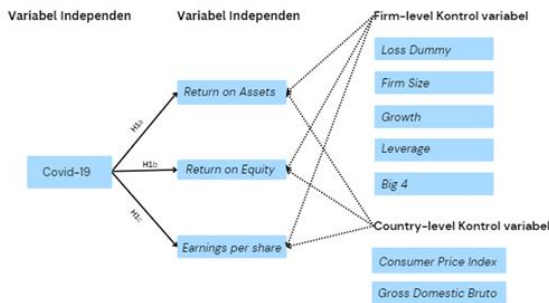 Variabel Independen
Variabel Independen
Firm-level Kontrol variabel
Loss Dummy
Return on Assets
Firm Size
H1a
Growth
Covid-19
H1b
Return on Equity
Leverage
Big 4
H1c
Country-level Kontrol variabel
Earnings per share
Consumer Price Index
Gross Domestic Bruto